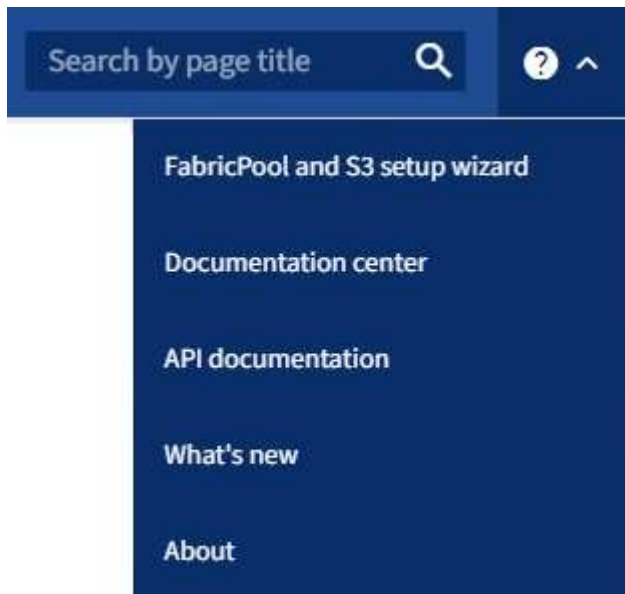 Search by page title
FabricPool and S3 setup wizard
Documentation center
API documentation
What's new
About